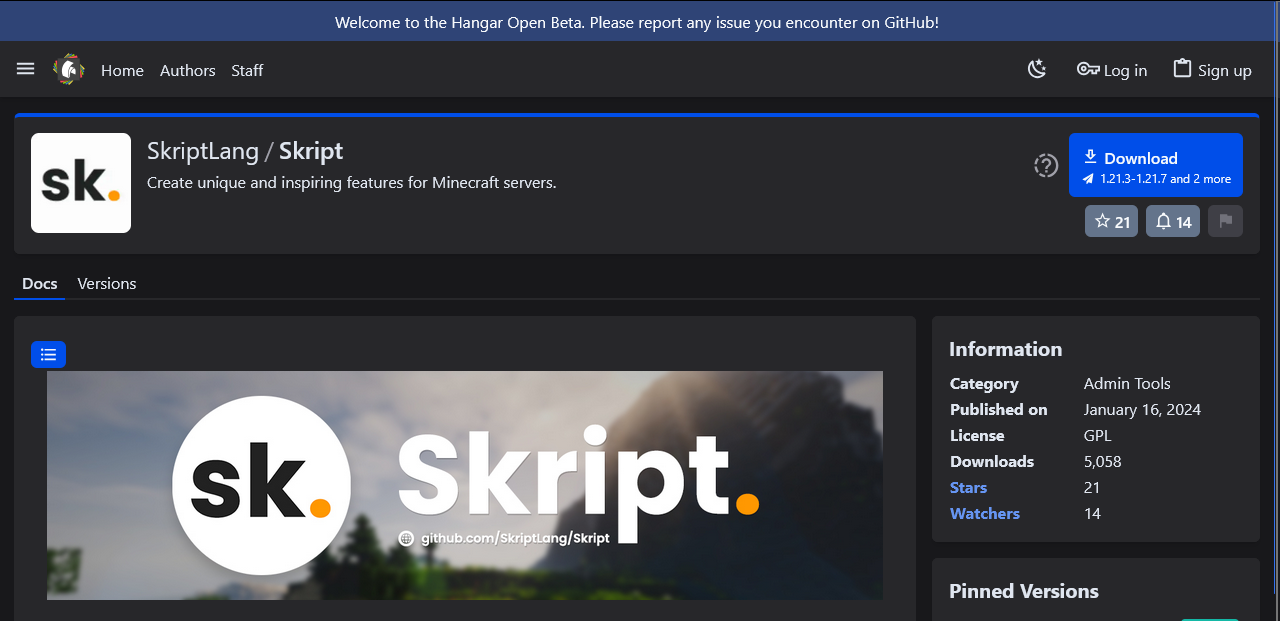 Welcome to the Hangar Open Beta. Please report any issue you encounter on GitHub!
Home Authors Staff
Log in
Sign up
sk.
SkriptLang / Skript
Create unique and inspiring features for Minecraft servers.
Download
1.21.3-1.21.7 and 2 more
21
14
Docs Versions
sk.
Skript.
github.com/SkriptLang/Skript
Information
Category Admin Tools
Published on January 16, 2024
License GPL
Downloads 5,058
Stars 21
Watchers 14
Pinned Versions